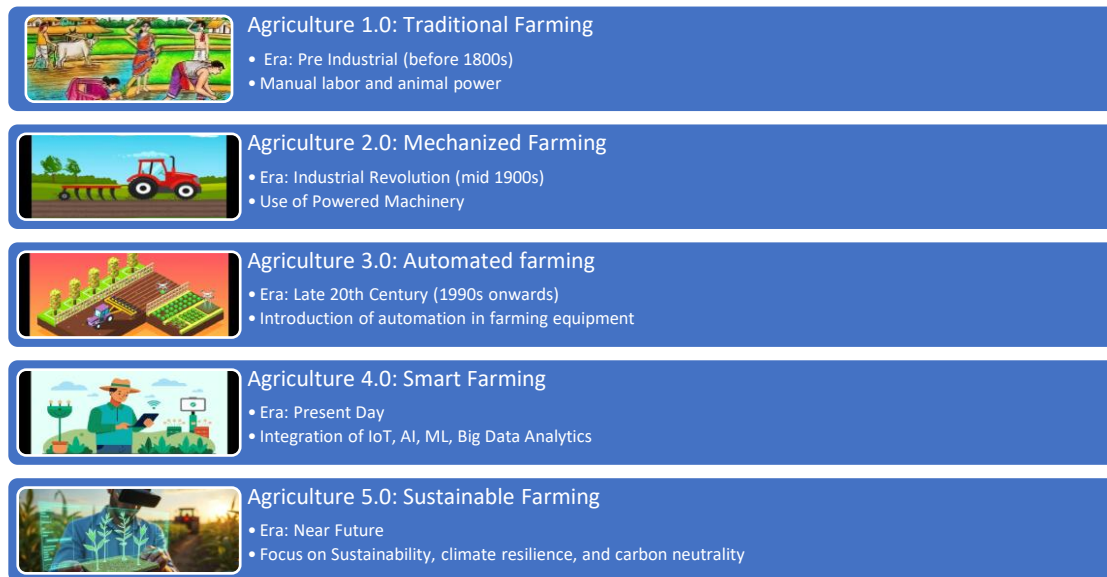 Agriculture 1.0: Traditional Farming
• Era: Pre Industrial (before 1800s)
• Manual labor and animal power
Agriculture 2.0: Mechanized Farming
• Era: Industrial Revolution (mid 1900s)
• Use of Powered Machinery
Agriculture 3.0: Automated farming
• Era: Late 20th Century (1990s onwards)
• Introduction of automation in farming equipment
Agriculture 4.0: Smart Farming
• Era: Present Day
• Integration of IoT, AI, ML, Big Data Analytics
Agriculture 5.0: Sustainable Farming
• Era: Near Future
• Focus on Sustainability, climate resilience, and carbon neutrality